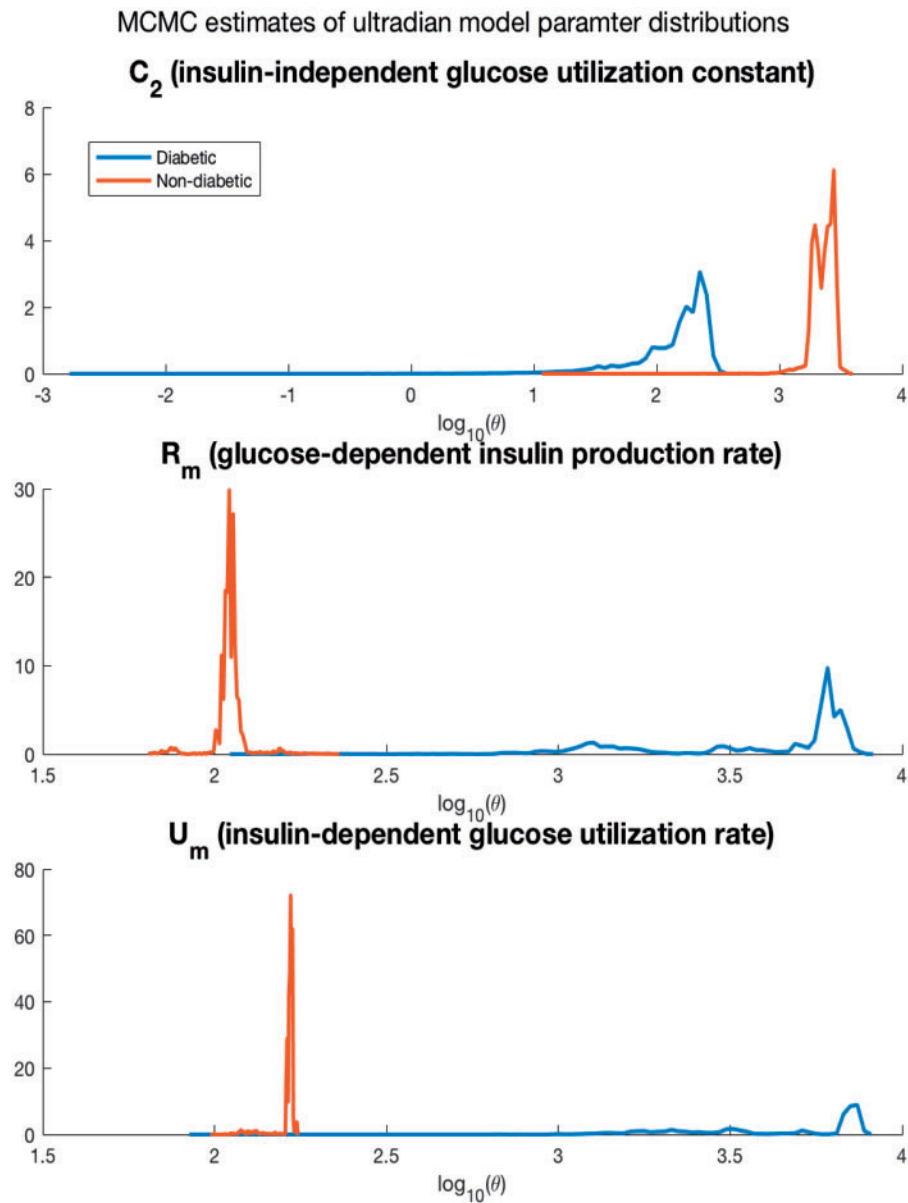 MCMC estimates of ultradian model paramter distributions
C2 (insulin-independent glucose utilization constant)
8
6
4
2
0
Diabetic
Non-diabetic
-3 -2 -1 0 1 2 3 4
log10(θ)
Rm (glucose-dependent insulin production rate)
30
20
10
0
1.5 2 2.5 3 3.5 4
log10(θ)
Um (insulin-dependent glucose utilization rate)
80
60
40
20
0
1.5 2 2.5 3 3.5 4
log10(θ)